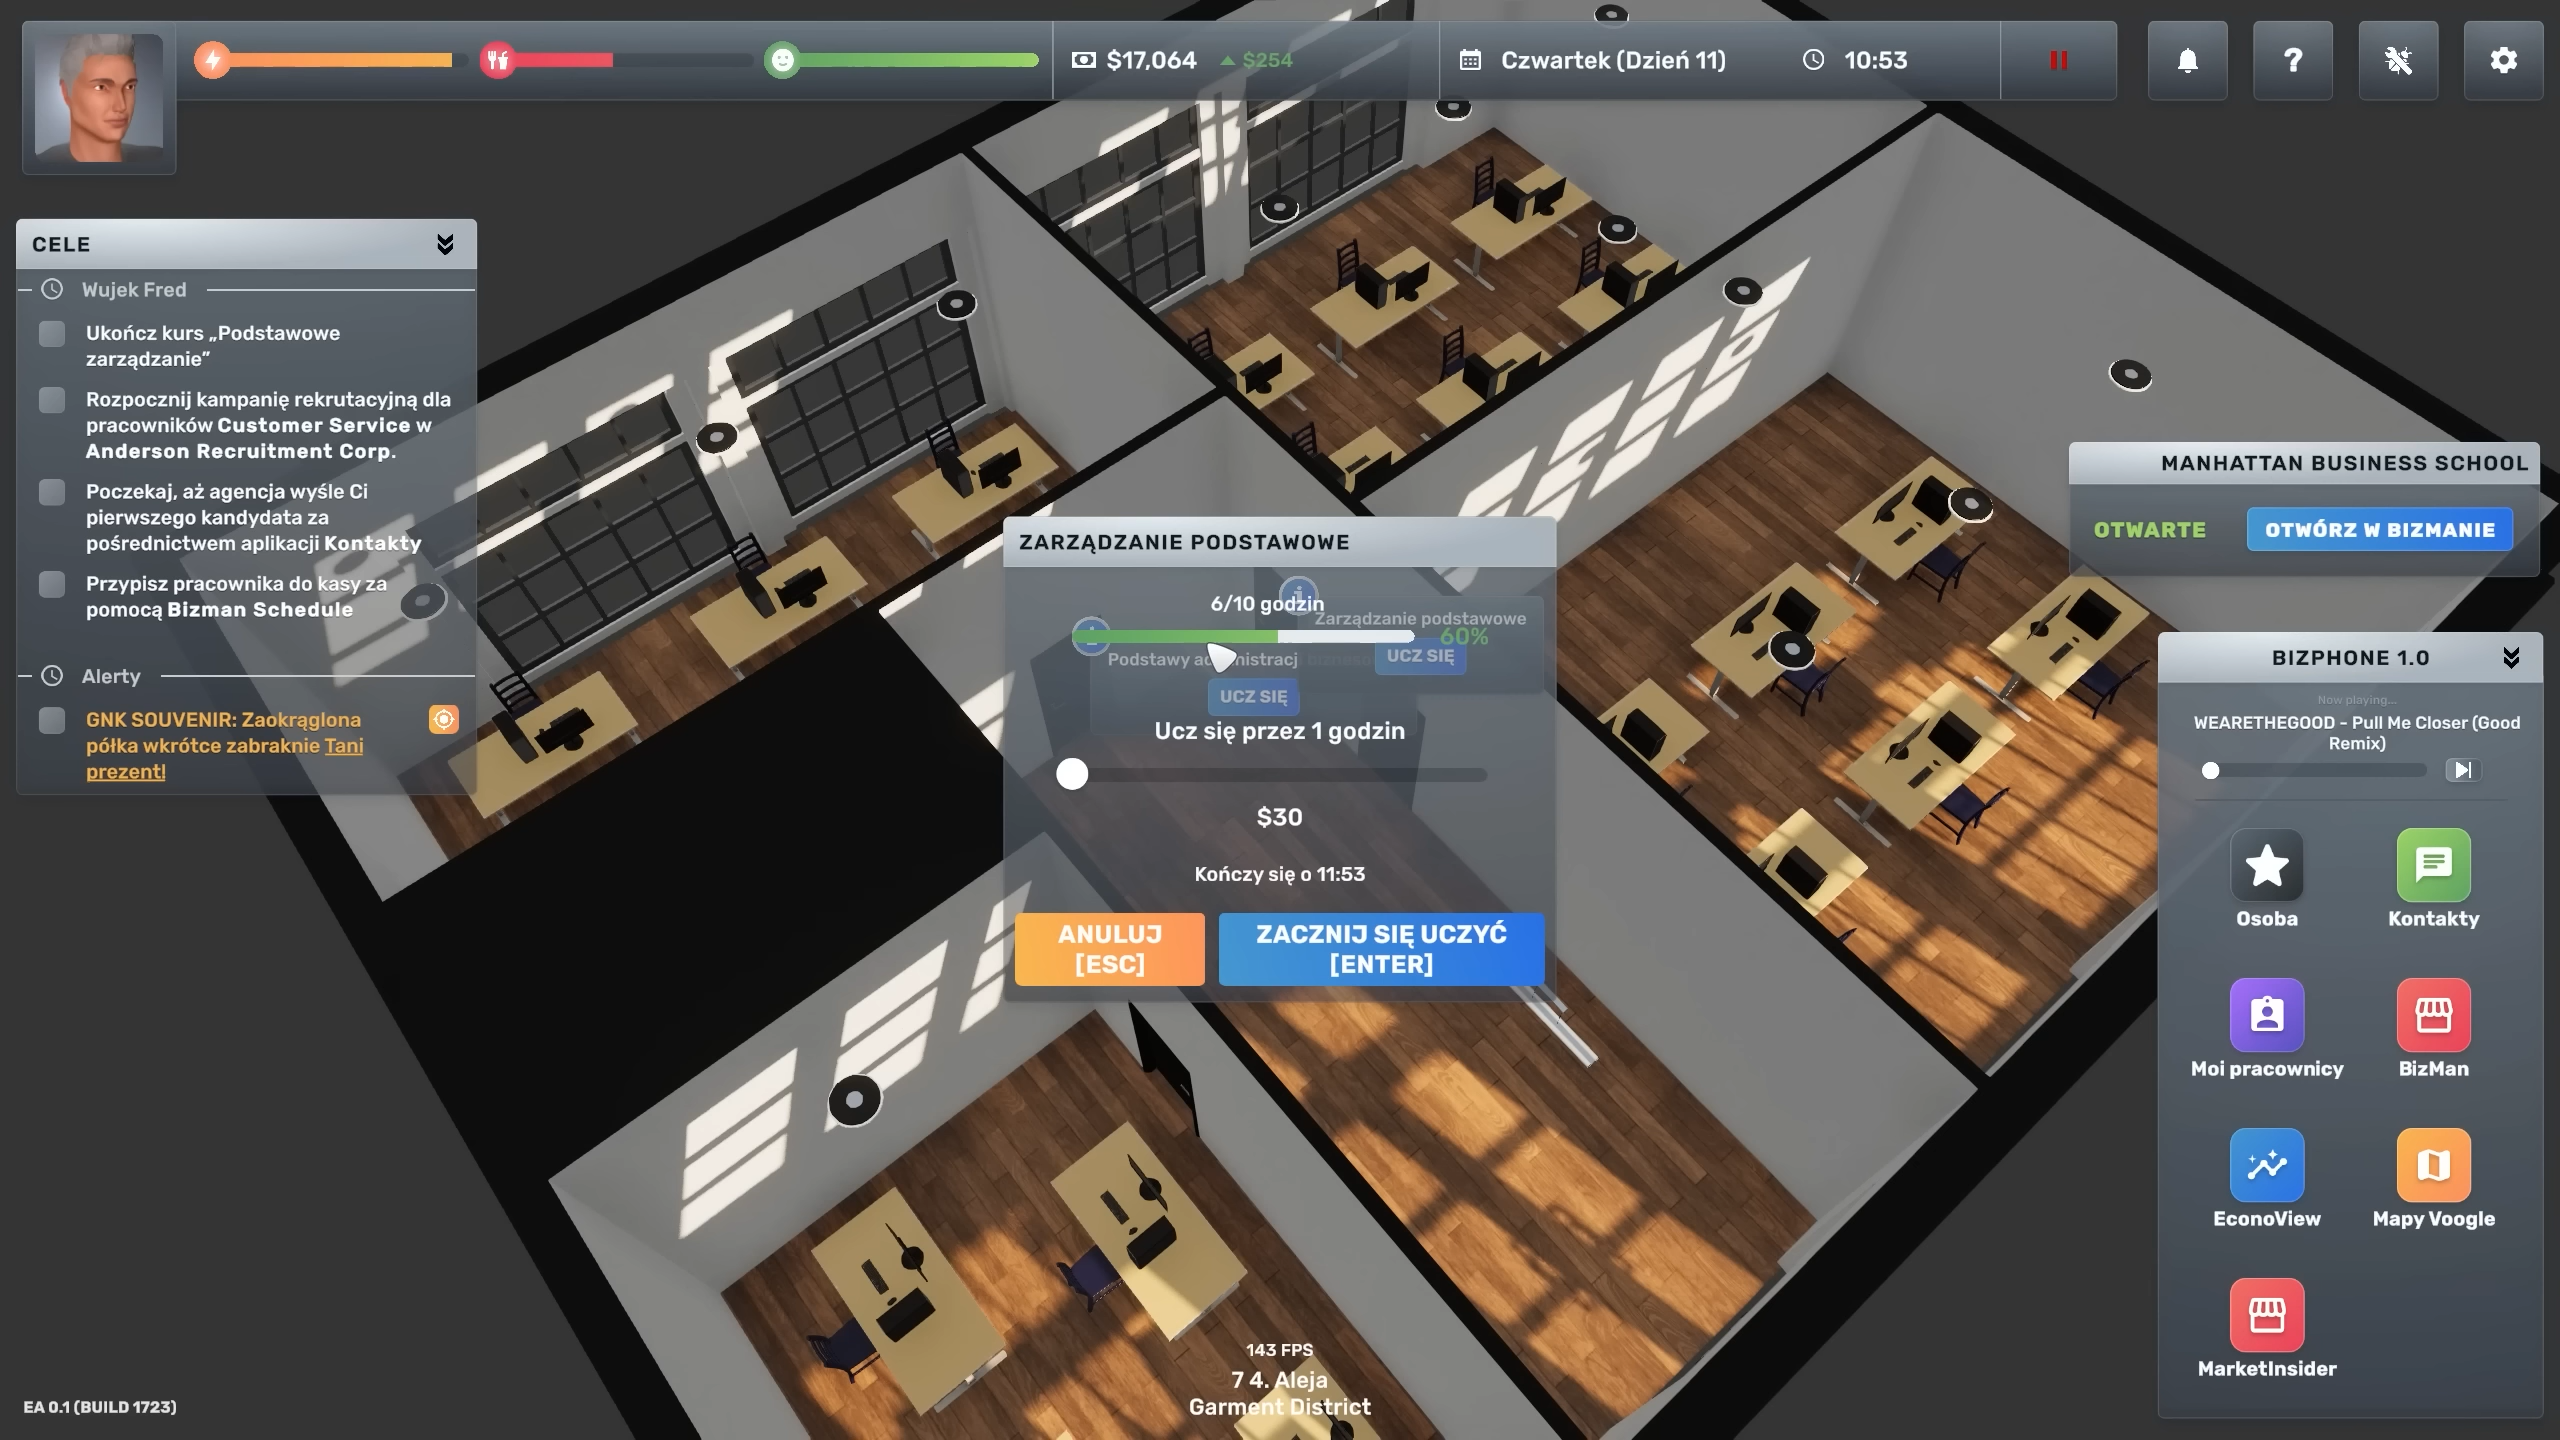 $17,064
$254
Czwartek (Dzień 11)
10:53
?
CELE
Wujek Fred
Ukończ kurs „Podstawowe
zarządzanie”
Rozpocznij kampanię rekrutacyjną dla
pracowników Customer Service w
Anderson Recruitment Corp.
Poczekaj, aż agencja wyśle Ci
pierwszego kandydata za
pośrednictwem aplikacji Kontakty
Przypisz pracownika do kasy za
pomocą Bizman Schedule
Alerty
GNK SOUVENIR: Zaokrąglona
półka wkrótce zabraknie Tani
prezent!
ZARZĄDZANIE PODSTAWOWE
6/10 godzin
Zarządzanie podstawowe
60%
UCZ SIĘ
Podstawy
UCZ SIĘ
Ucz się przez 1 godzin
$30
Kończy się o 11:53
ANULUJ
[ESC]
ZACZNIJ SIĘ UCZYĆ
[ENTER]
MANHATTAN BUSINESS SCHOOL
OTWARTE
OTWÓRZ W BIZMANIE
BIZPHONE 1.0
Now playing...
WEARETHEGOOD - Pull Me Closer (Good
Remix)
Osoba
Kontakty
Moi pracownicy
BizMan
EconoView
Mapy Voogle
MarketInsider
143 FPS
7 4. Aleja
Garment District
EA 0.1 (BUILD 1723)